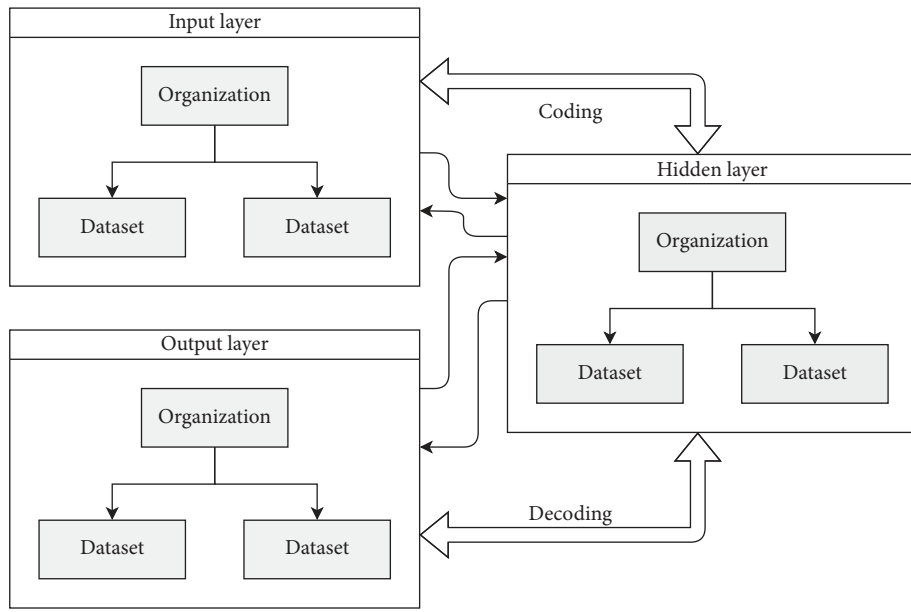 Input layer
Organization
Dataset
Dataset
Coding
Hidden layer
Organization
Dataset
Dataset
Output layer
Organization
Dataset
Dataset
Decoding